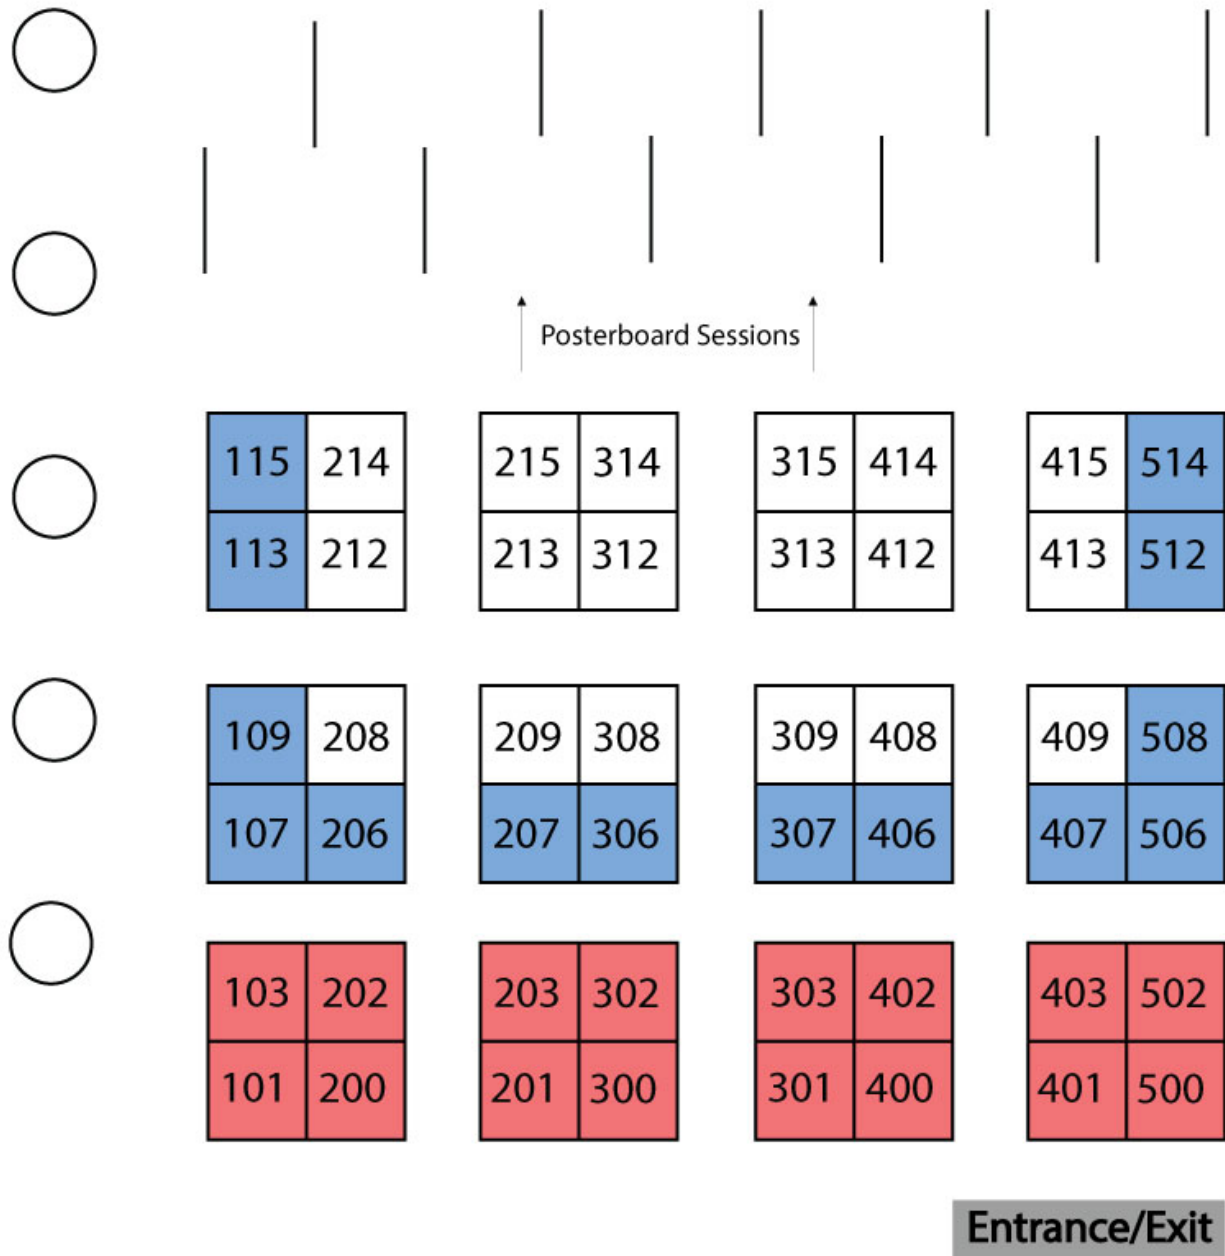 Posterboard Sessions
115 214 215 314 315 414 415 514
113 212 213 312 313 412 413 512
109 208 209 308 309 408 409 508
107 206 207 306 307 406 407 506
103 202 203 302 303 402 403 502
101 200 201 300 301 400 401 500
Entrance/Exit